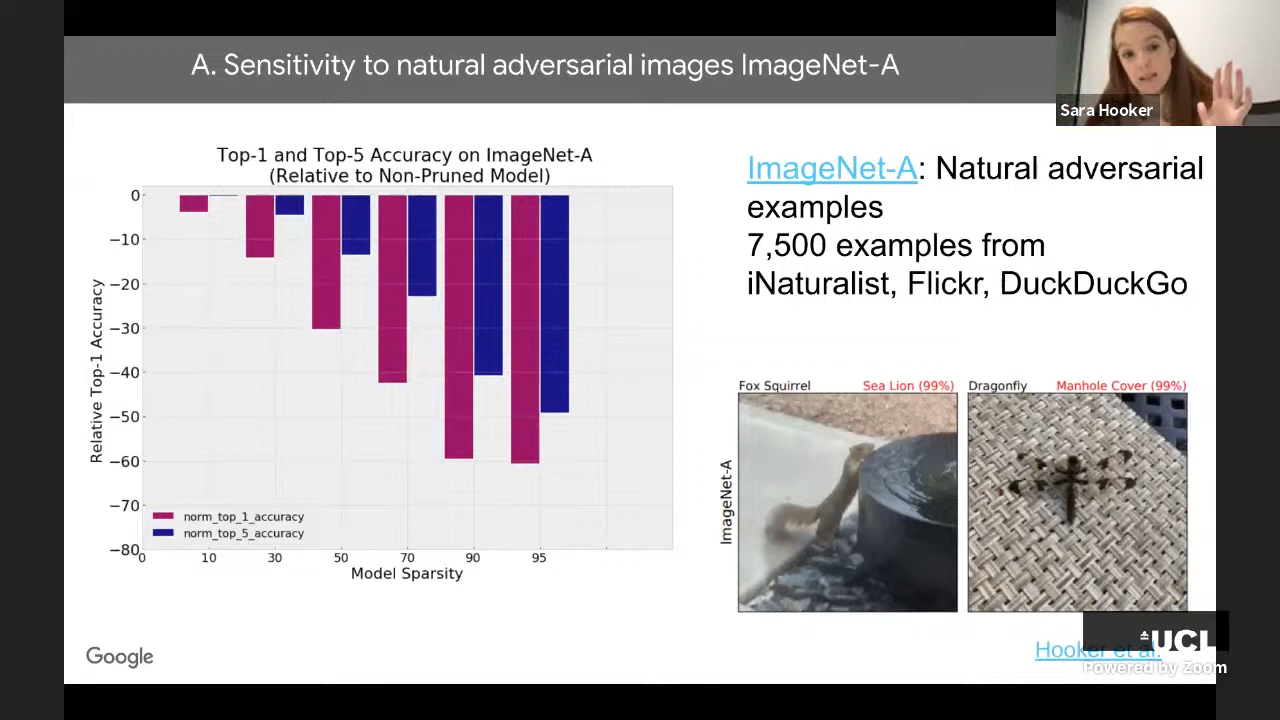 A. Sensitivity to natural adversarial images ImageNet-A
Sara Hooker
Top-1 and Top-5 Accuracy on ImageNet-A
(Relative to Non-Pruned Model)
0
−10
−20
−30
−40
−50
−60
−70
−80
Relative Top-1 Accuracy
norm_top_1_accuracy
norm_top_5_accuracy
0 10 30 50 70 90 95
Model Sparsity
ImageNet-A: Natural adversarial
examples
7,500 examples from
iNaturalist, Flickr, DuckDuckGo
Fox Squirrel Sea Lion (99%) Dragonfly Manhole Cover (99%)
ImageNet-A
Google
Hooker et al.
UCL
Powered by Zoom